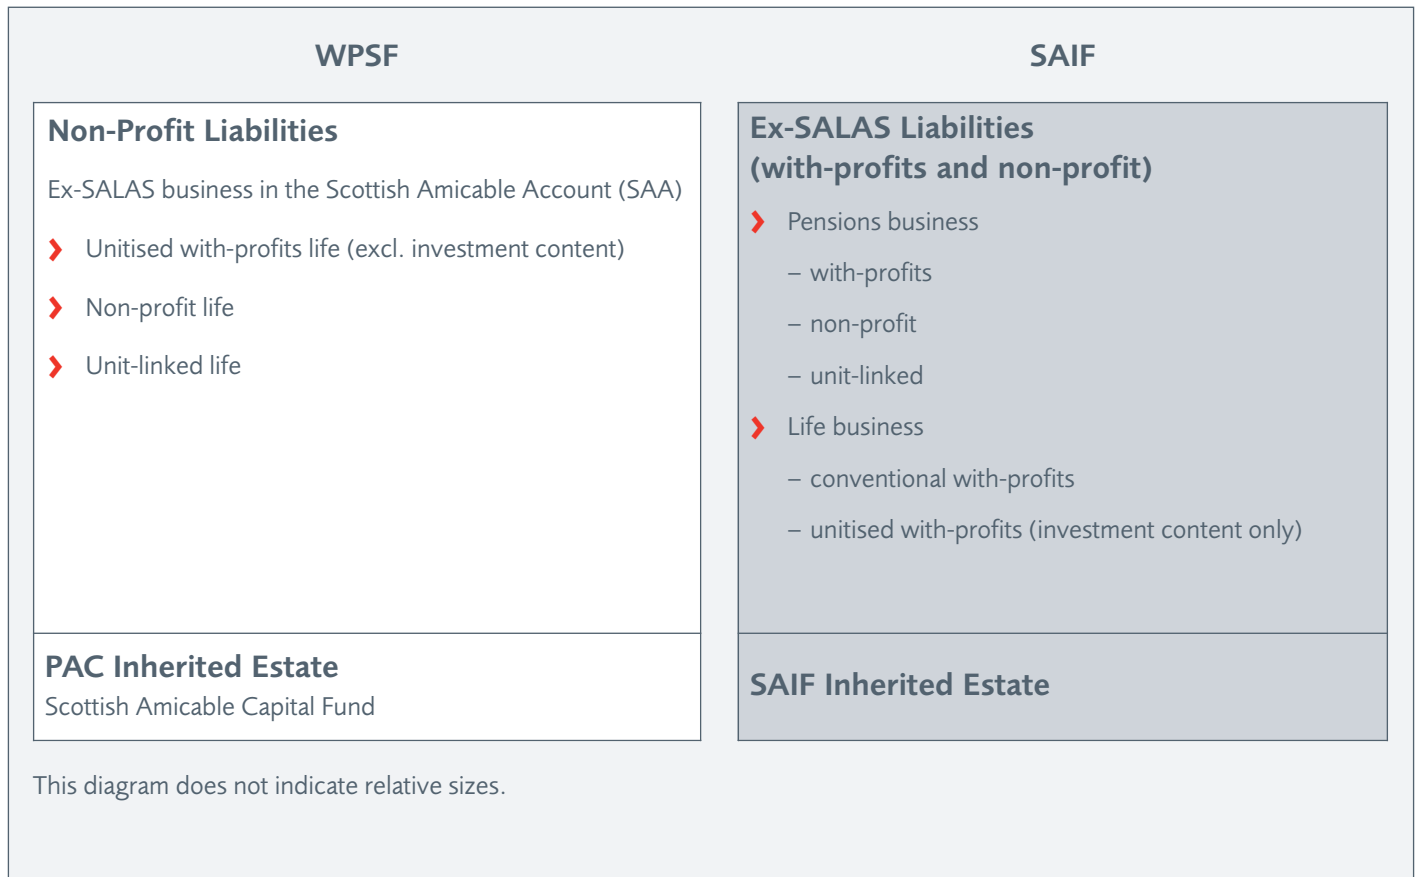 WPSF
Non-Profit Liabilities
Ex-SALAS business in the Scottish Amicable Account (SAA)
Unitised with-profits life (excl. investment content)
Non-profit life
Unit-linked life
PAC Inherited Estate
Scottish Amicable Capital Fund
SAIF
Ex-SALAS Liabilities
(with-profits and non-profit)
Pensions business
– with-profits
– non-profit
– unit-linked
Life business
– conventional with-profits
– unitised with-profits (investment content only)
SAIF Inherited Estate
This diagram does not indicate relative sizes.